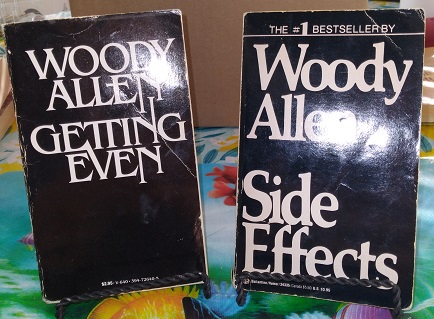 WOODY
ALLEN
GETTING
EVEN
THE #1 BESTSELLER BY
Woody
Allen
Side
Effects